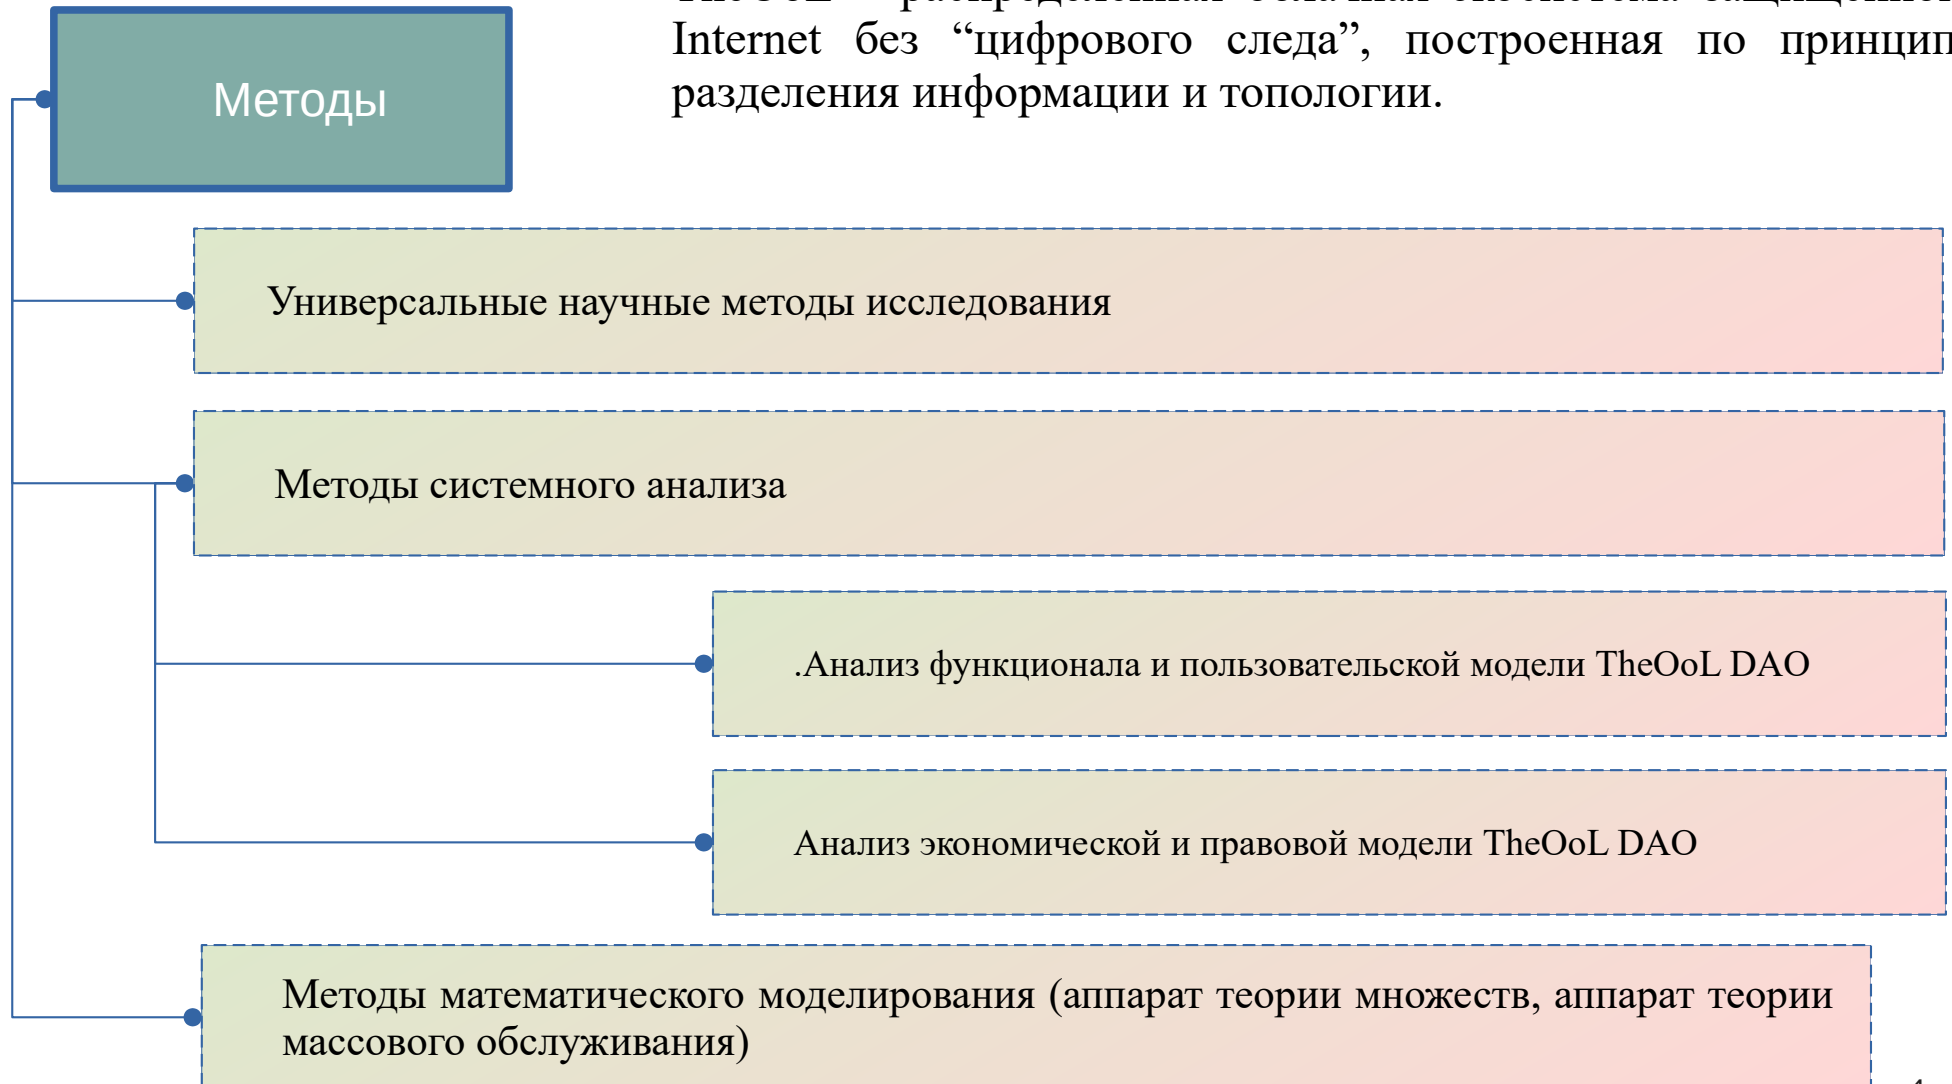 Internet без “цифрового следа”, построенная по принцип
разделения информации и топологии.
Методы
Универсальные научные методы исследования
Методы системного анализа
.Анализ функционала и пользовательской модели TheOoL DAO
Анализ экономической и правовой модели TheOoL DAO
Методы математического моделирования (аппарат теории множеств, аппарат теории
массового обслуживания)